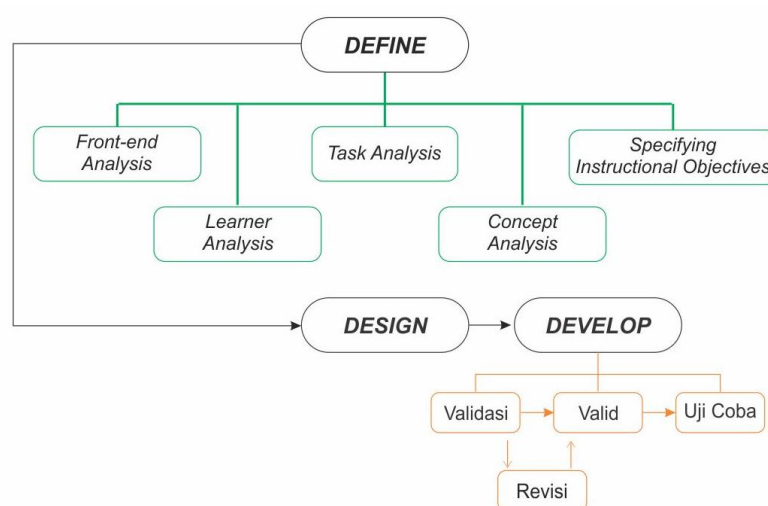 DEFINE
Front-end
Analysis
Task Analysis
Specifying
Instructional Objectives
Learner
Analysis
Concept
Analysis
DESIGN
DEVELOP
Validasi
Valid
Uji Coba
Revisi